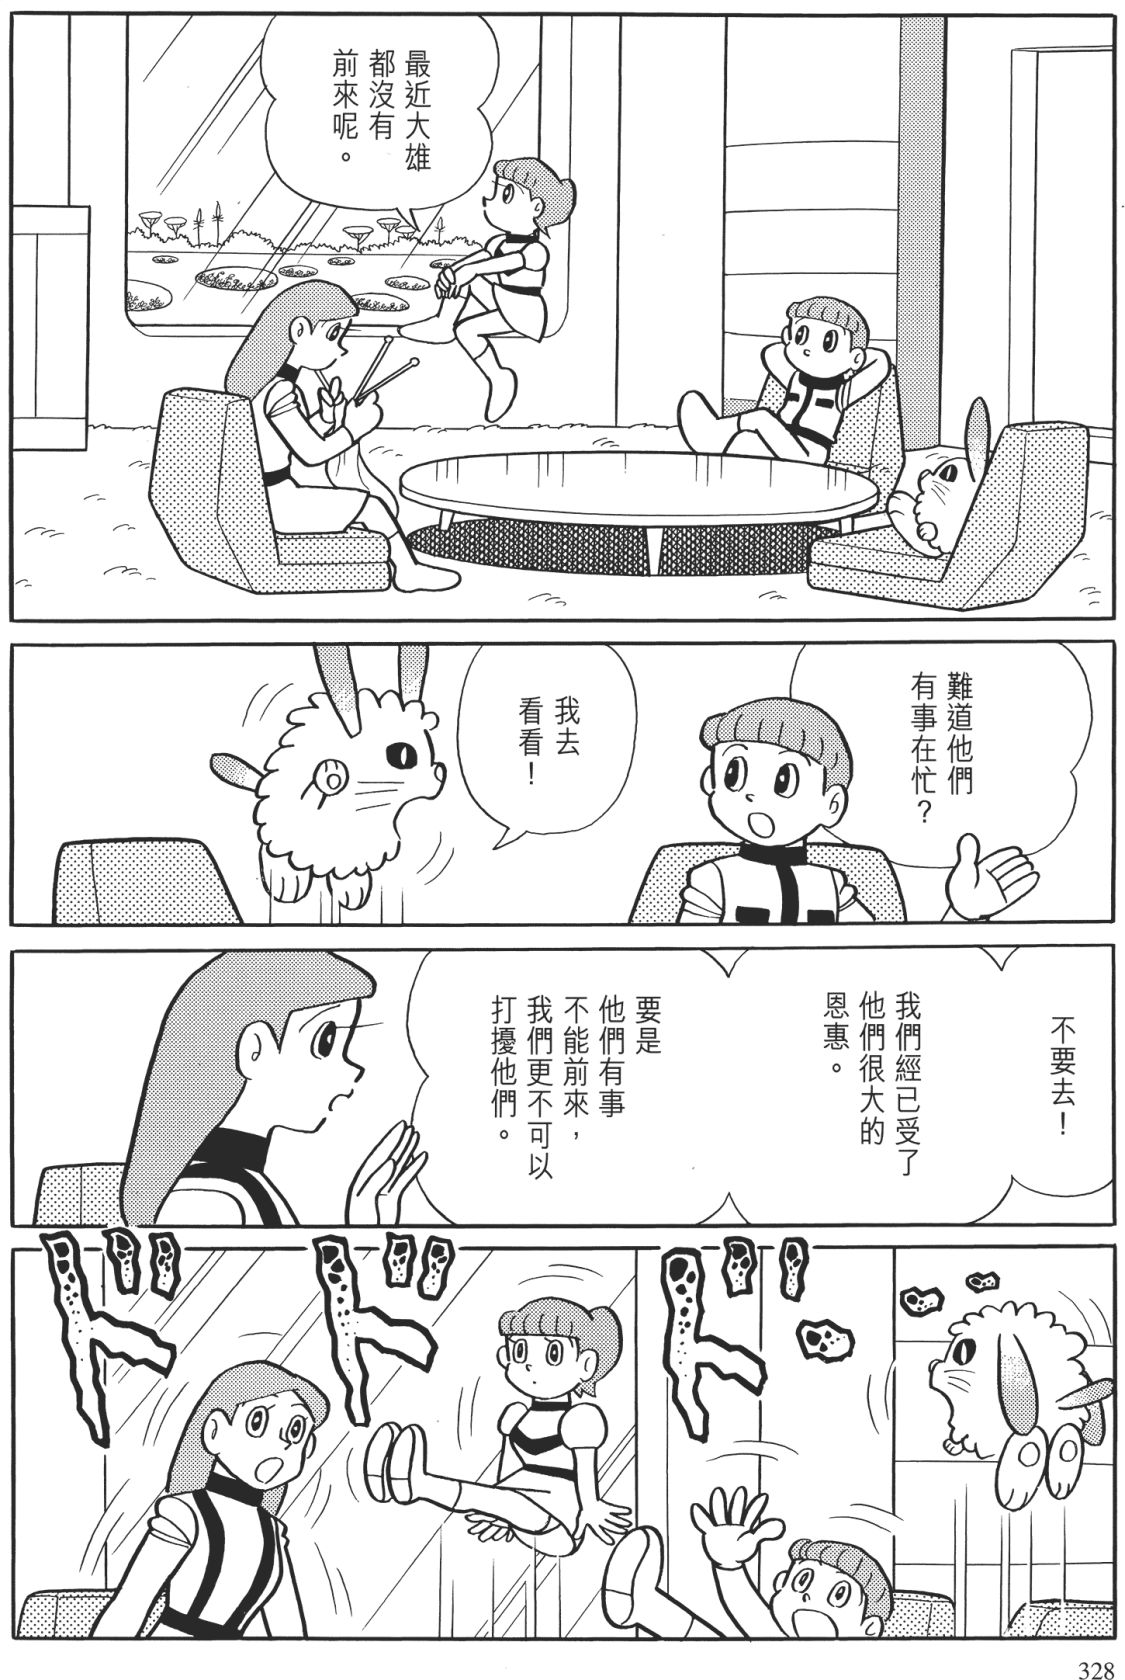 最近大雄
都沒有
前來呢。
難道他們
有事在忙？
我去
看看！
不要去！
我們經已受了
他們很大的
恩惠。
要是
他們有事
不能前來，
我們更不可以
打擾他們。
ドドド
328